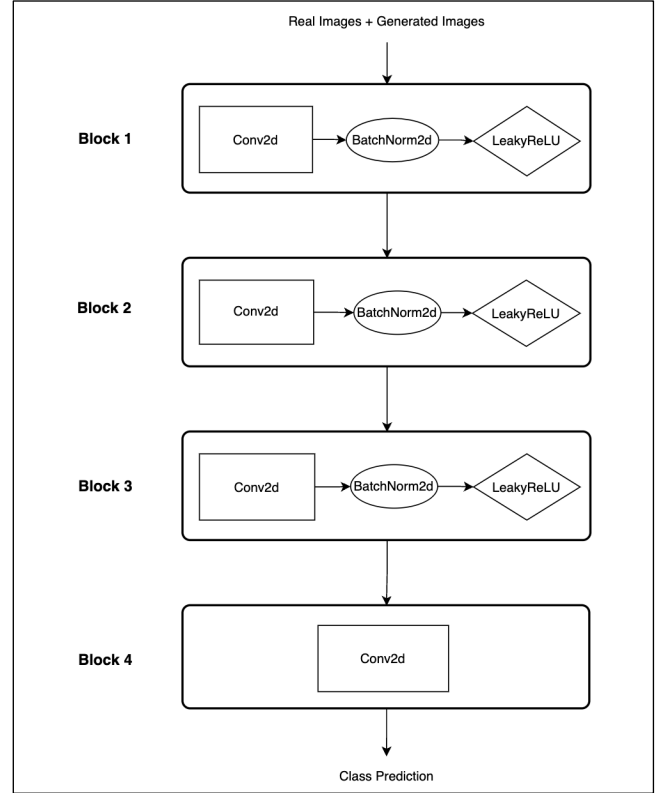 Real Images + Generated Images
Block 1
Conv2d
BatchNorm2d
LeakyReLU
Block 2
Conv2d
BatchNorm2d
LeakyReLU
Block 3
Conv2d
BatchNorm2d
LeakyReLU
Block 4
Conv2d
Class Prediction